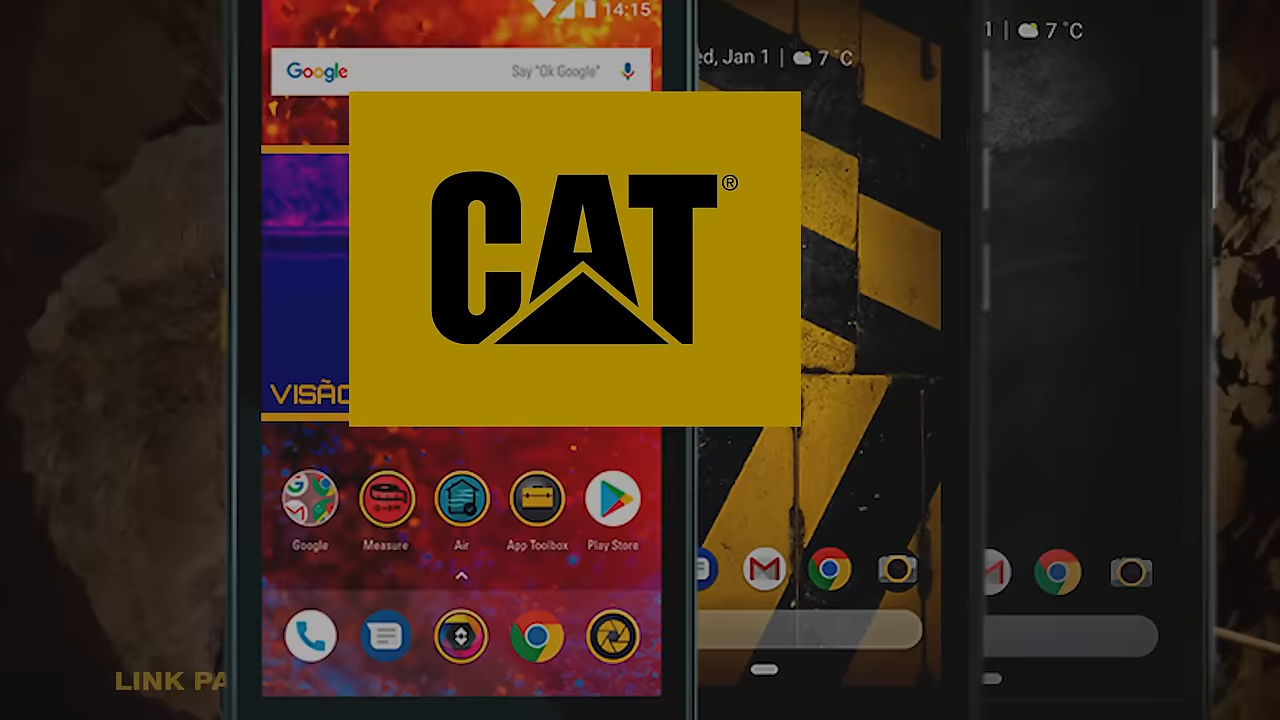 14:15
Google Say "Ok Google"
ed, Jan 1 | 7 °C
1 | 7 °C
CAT®
VISÃO
Google Measure Air App Toolbox Play Store
LINK PA